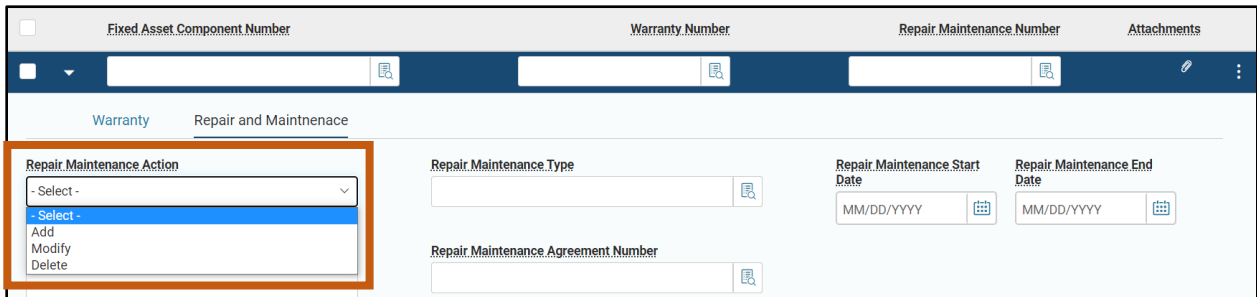 Fixed Asset Component Number Warranty Number Repair Maintenance Number Attachments
Warranty Repair and Maintnenace
Repair Maintenance Action Repair Maintenance Type Repair Maintenance Start Date Repair Maintenance End Date
- Select - MM/DD/YYYY MM/DD/YYYY
- Select -
Add
Modify Repair Maintenance Agreement Number
Delete